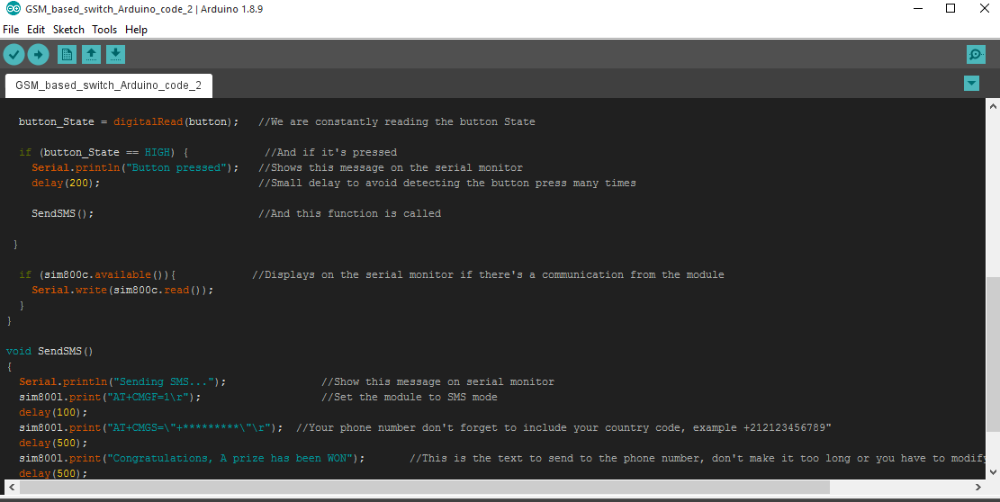 GSM_based_switch_Arduino_code_2 | Arduino 1.8.9
File Edit Sketch Tools Help
GSM_based_switch_Arduino_code_2
button_State = digitalRead(button);   //We are constantly reading the button State
if (button_State == HIGH) {            //And if it's pressed
Serial.println("Button pressed");   //Shows this message on the serial monitor
delay(200);                         //Small delay to avoid detecting the button press many times
SendSMS();                          //And this function is called
}
if (sim800c.available()){            //Displays on the serial monitor if there's a communication from the module
Serial.write(sim800c.read());
}
}
void SendSMS()
{
Serial.println("Sending SMS...");               //Show this message on serial monitor
sim800l.print("AT+CMGF=1\r");                   //Set the module to SMS mode
delay(100);
sim800l.print("AT+CMGS=\"+*********\"\r");  //Your phone number don't forget to include your country code, example +212123456789"
delay(500);
sim800l.print("Congratulations, A prize has been WON");       //This is the text to send to the phone number, don't make it too long or you have to modify
delay(500);